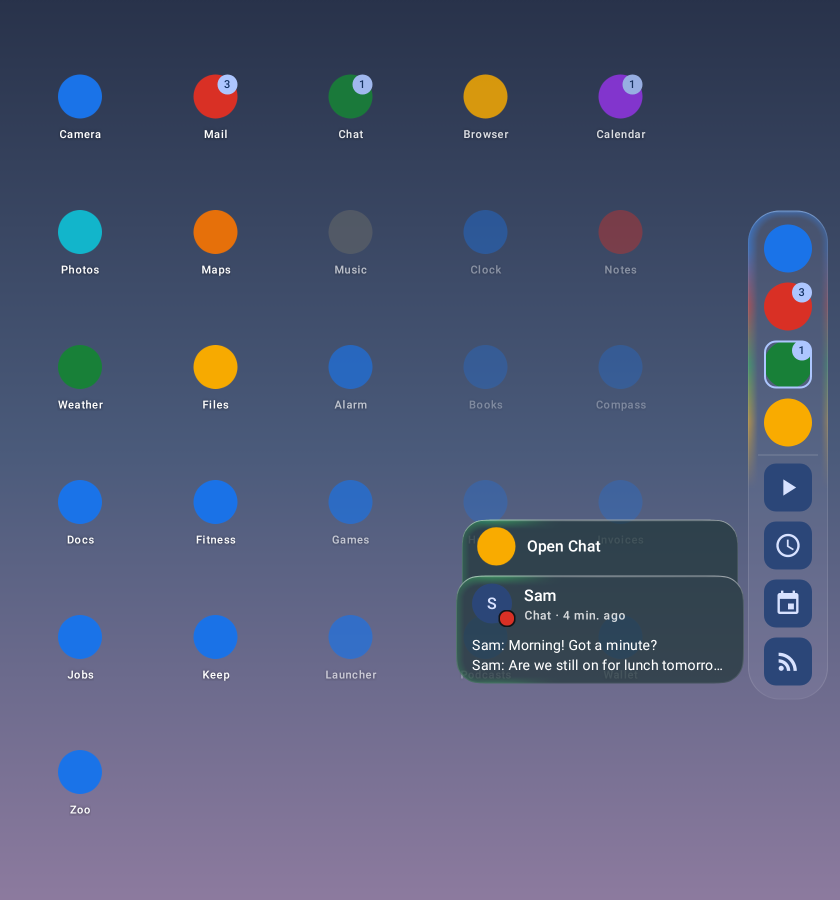 3
1
1
Camera
Mail
Chat
Browser
Calendar
Photos
Maps
Music
Clock
Notes
3
1
Weather
Files
Alarm
Books
Compass
Docs
Fitness
Games
Invoices
Open Chat
S
Sam
Chat · 4 min. ago
Sam: Morning! Got a minute?
Sam: Are we still on for lunch tomorro…
Jobs
Keep
Launcher
Podcasts
Wallet
Zoo